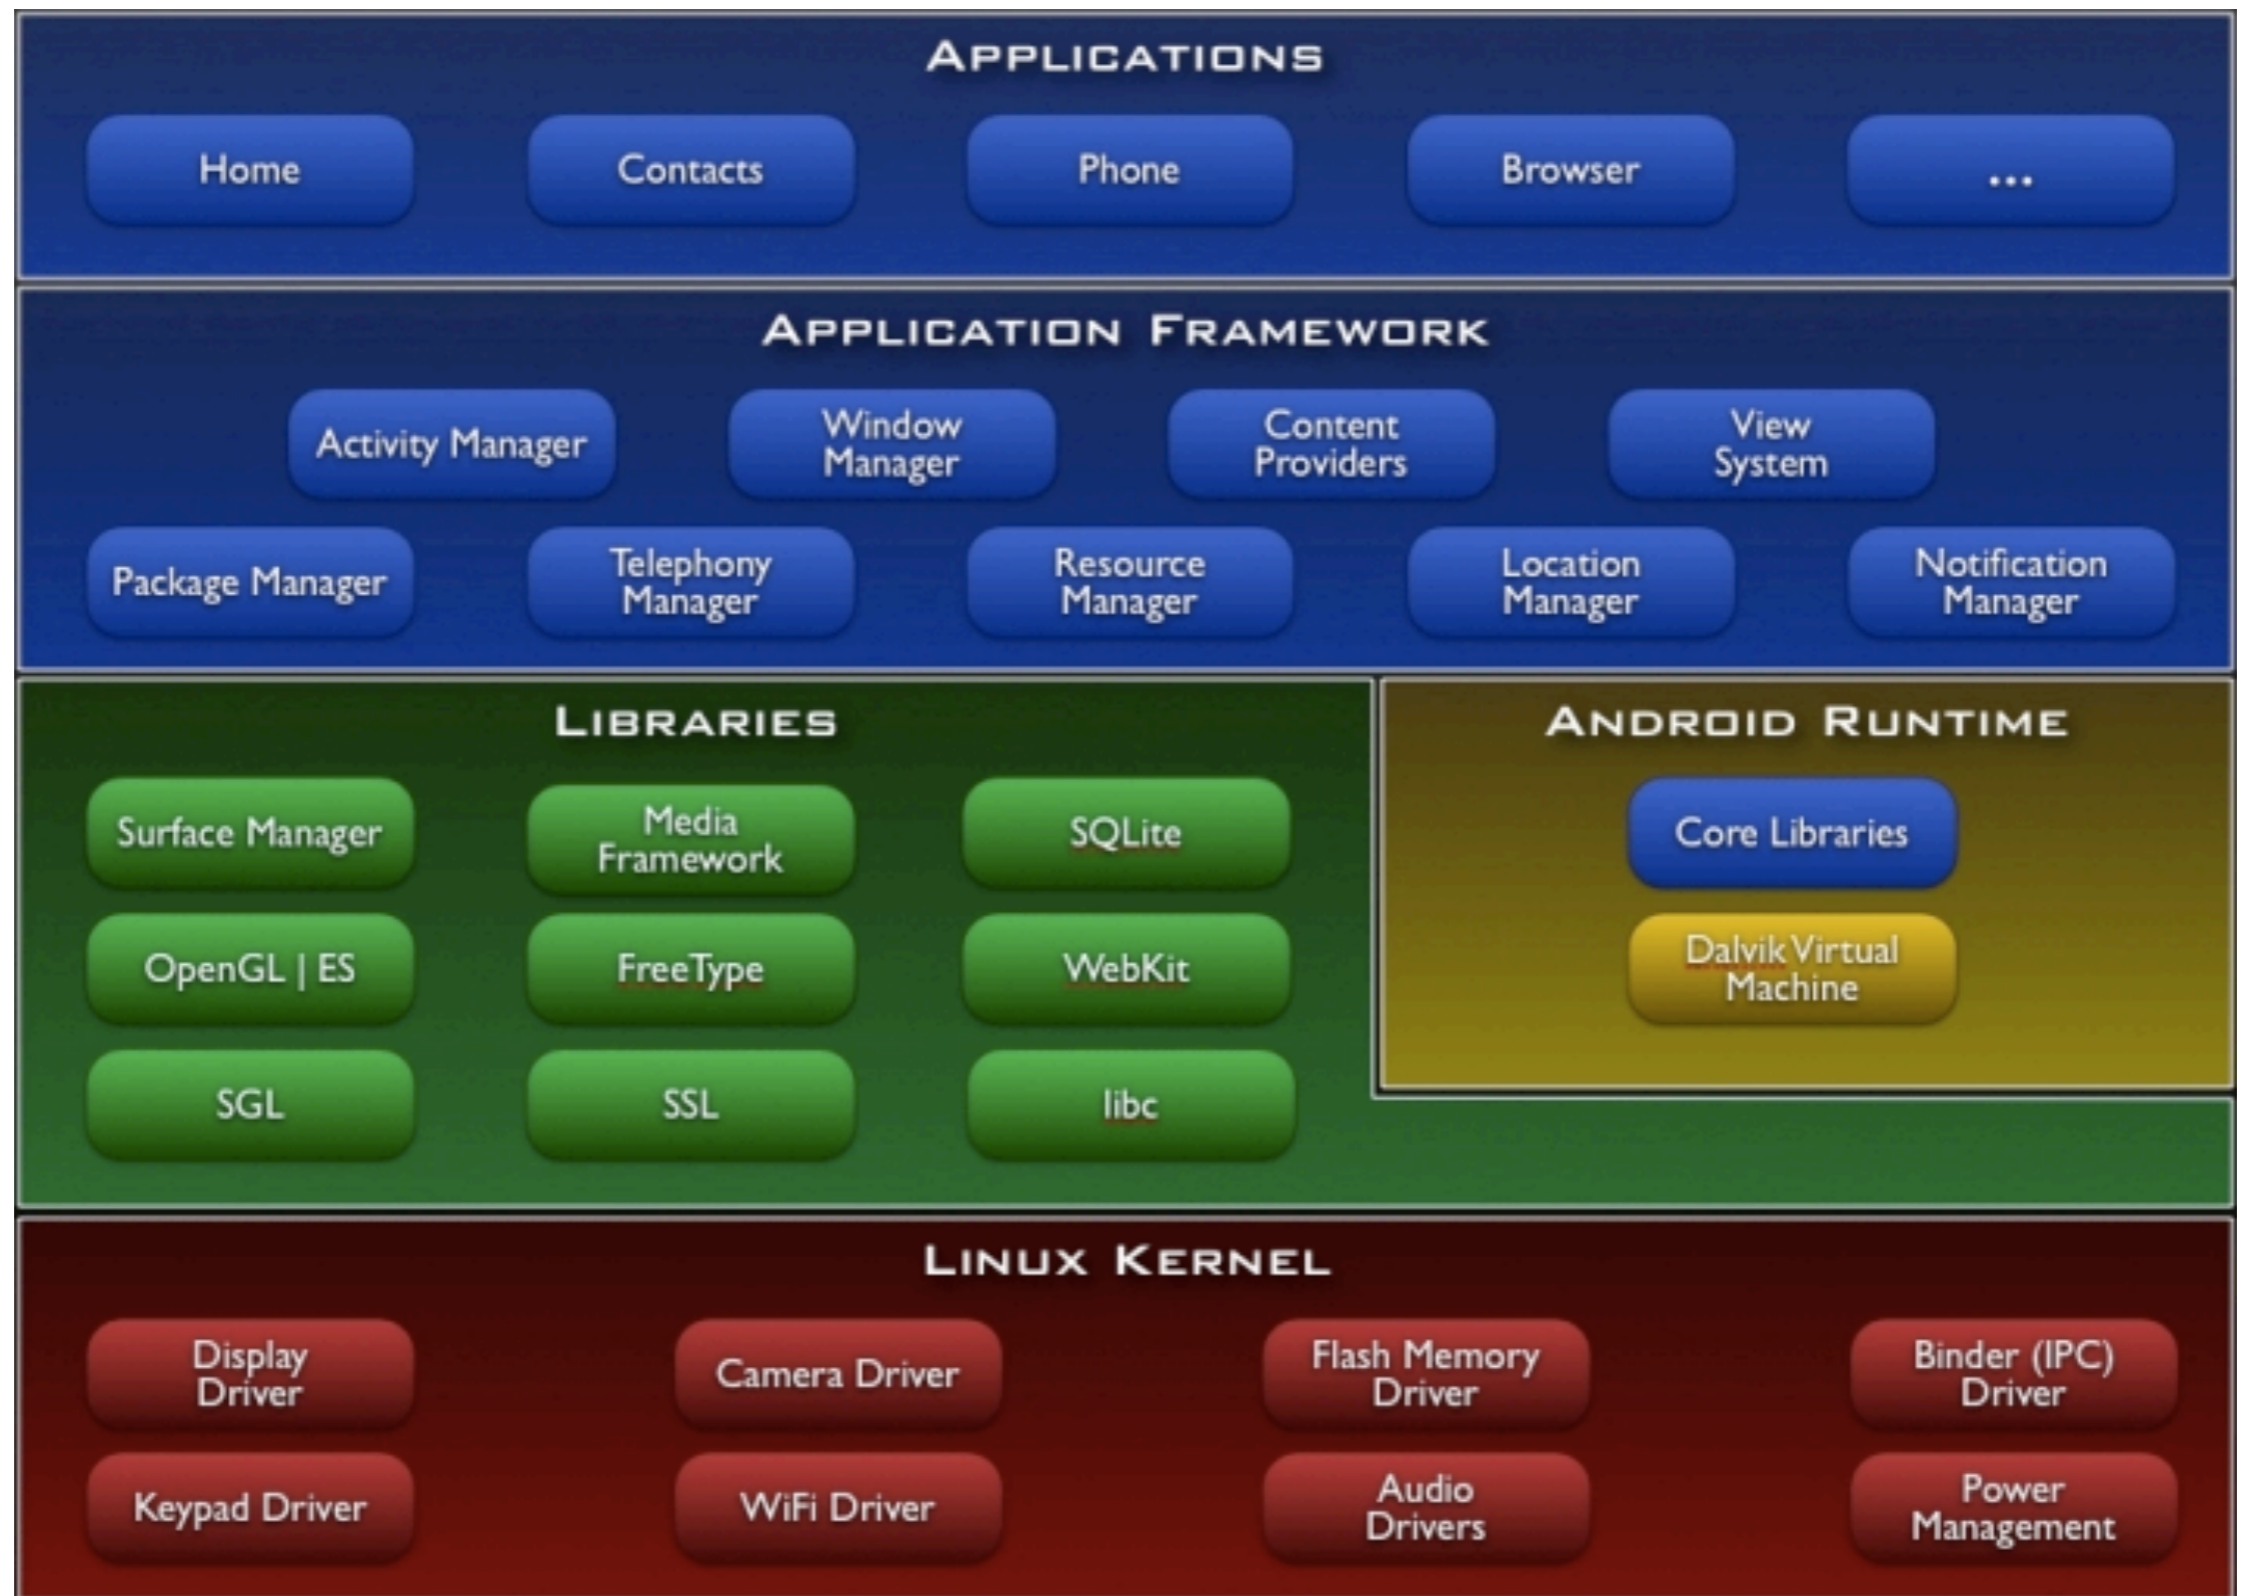 APPLICATIONS
Home
Contacts
Phone
Browser
...
APPLICATION FRAMEWORK
Activity Manager
Window
Manager
Content
Providers
View
System
Package Manager
Telephony
Manager
Resource
Manager
Location
Manager
Notification
Manager
LIBRARIES
Surface Manager
Media
Framework
SQLite
OpenGL | ES
FreeType
WebKit
SGL
SSL
libc
ANDROID RUNTIME
Core Libraries
Dalvik Virtual
Machine
LINUX KERNEL
Display
Driver
Camera Driver
Flash Memory
Driver
Binder (IPC)
Driver
Keypad Driver
WiFi Driver
Audio
Drivers
Power
Management